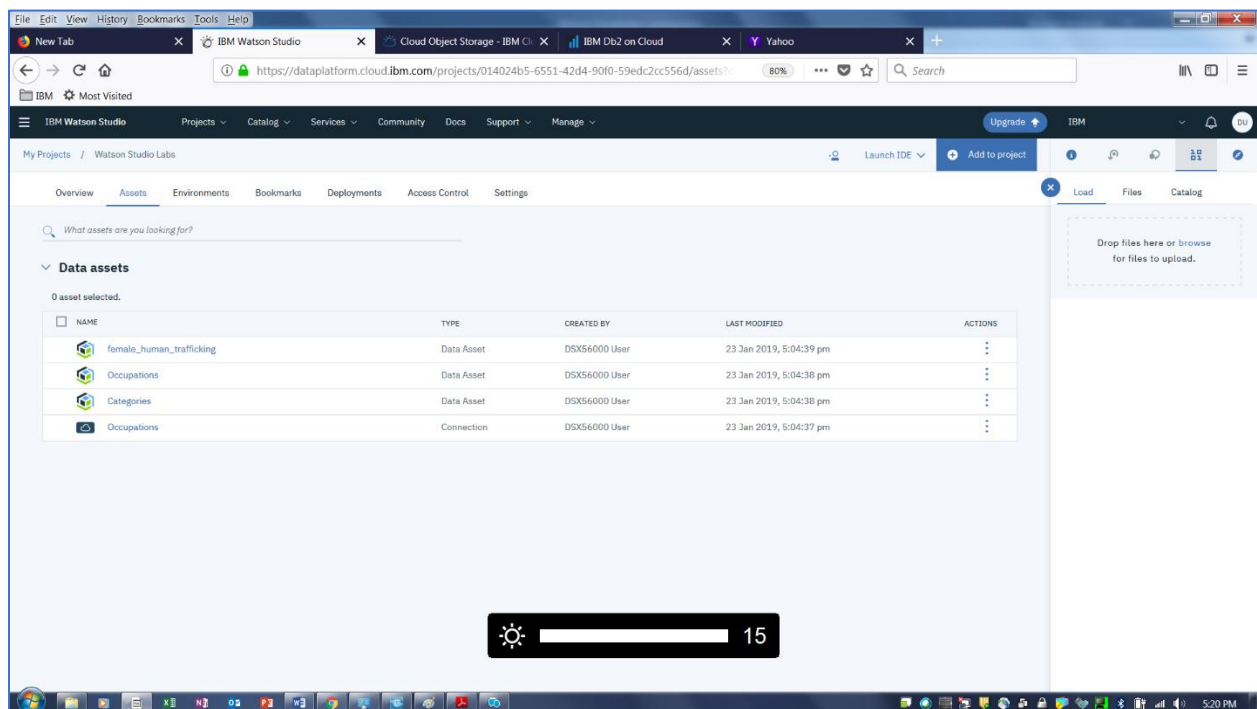 File Edit View History Bookmarks Tools Help
New Tab IBM Watson Studio Cloud Object Storage - IBM Cl IBM Db2 on Cloud Yahoo
https://dataplatform.cloud.ibm.com/projects/014024b5-6551-42d4-90f0-59edc2cc556d/assets? 80% Search
IBM Most Visited
IBM Watson Studio Projects Catalog Services Community Docs Support Manage Upgrade IBM DU
My Projects / Watson Studio Labs Launch IDE Add to project
Overview Assets Environments Bookmarks Deployments Access Control Settings Load Files Catalog
What assets are you looking for?
Drop files here or browse
for files to upload.
Data assets
0 asset selected.
NAME TYPE CREATED BY LAST MODIFIED ACTIONS
female_human_trafficking Data Asset DSX56000 User 23 Jan 2019, 5:04:39 pm
Occupations Data Asset DSX56000 User 23 Jan 2019, 5:04:38 pm
Categories Data Asset DSX56000 User 23 Jan 2019, 5:04:38 pm
Occupations Connection DSX56000 User 23 Jan 2019, 5:04:37 pm
15
5:20 PM